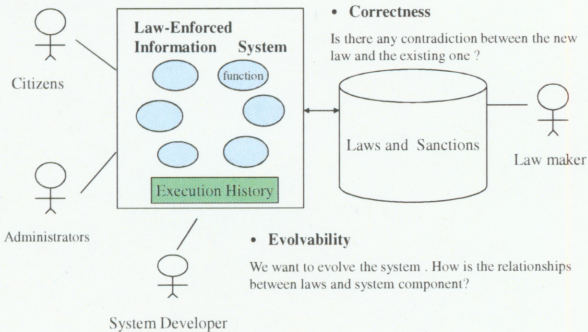 • Correctness
Law-Enforced
Information System
Is there any contradiction between the new
law and the existing one ?
function
Citizens
Laws and Sanctions
Law maker
Execution History
Administrators
• Evolvability
We want to evolve the system . How is the relationships
between laws and system component?
System Developer